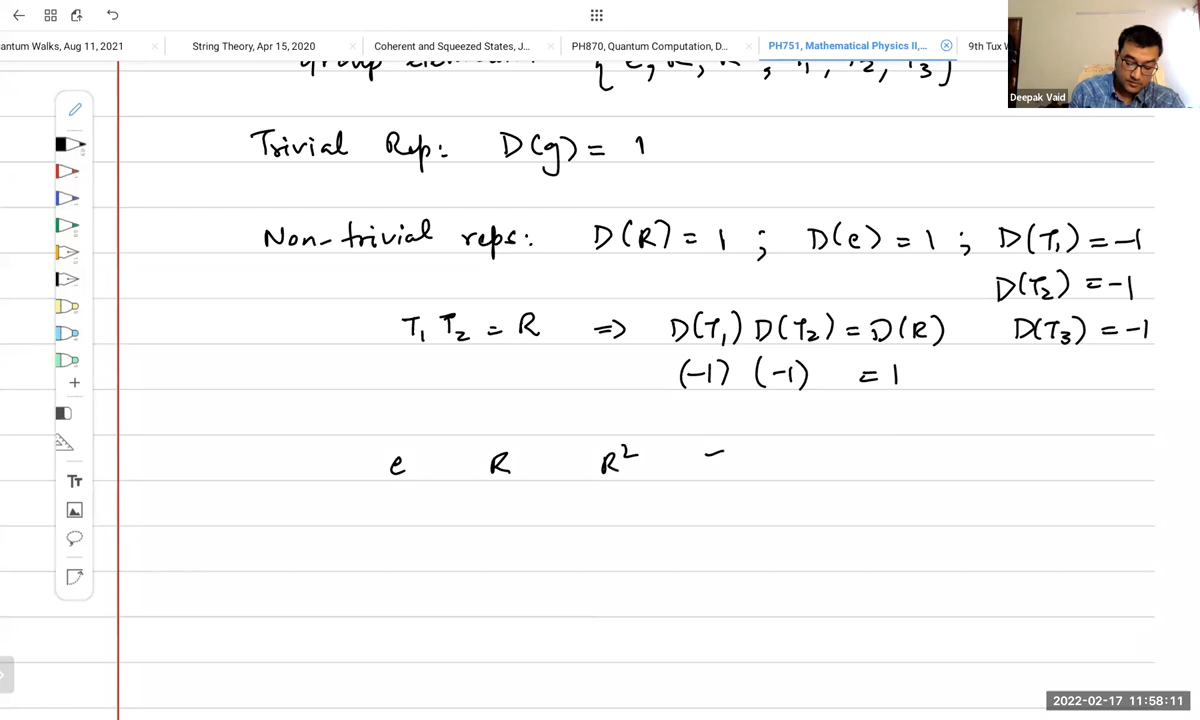 antum Walks, Aug 11, 2021 String Theory, Apr 15, 2020 Coherent and Squeezed States, J... PH870, Quantum Computation, D... PH751, Mathematical Physics II,... 9th Tux W
Deepak Vaid
Trivial Rep: D(g) = 1
Non-trivial reps: D(R) = 1 ; D(e) = 1 ; D(T₁) = -1
D(T₂) = -1
T₁ T₂ = R ⇒ D(T₁) D(T₂) = D(R) D(T₃) = -1
(-1) (-1) = 1
e R R²
TT
2022-02-17 11:58:11